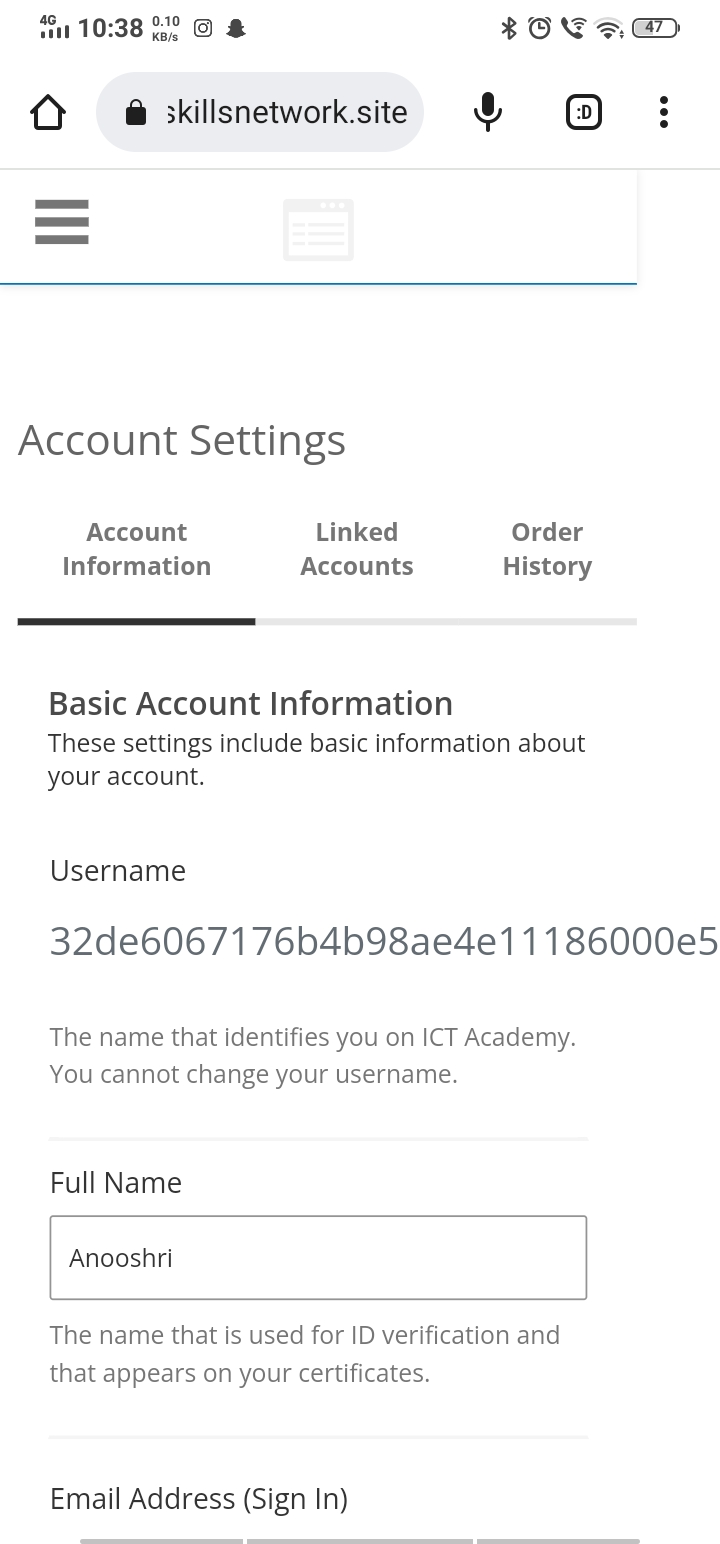 4G 10:38 0.10 KB/s 47
skillsnetwork.site :D
Account Settings
Account Information
Linked Accounts
Order History
Basic Account Information
These settings include basic information about
your account.
Username
32de6067176b4b98ae4e11186000e5
The name that identifies you on ICT Academy.
You cannot change your username.
Full Name
Anooshri
The name that is used for ID verification and
that appears on your certificates.
Email Address (Sign In)